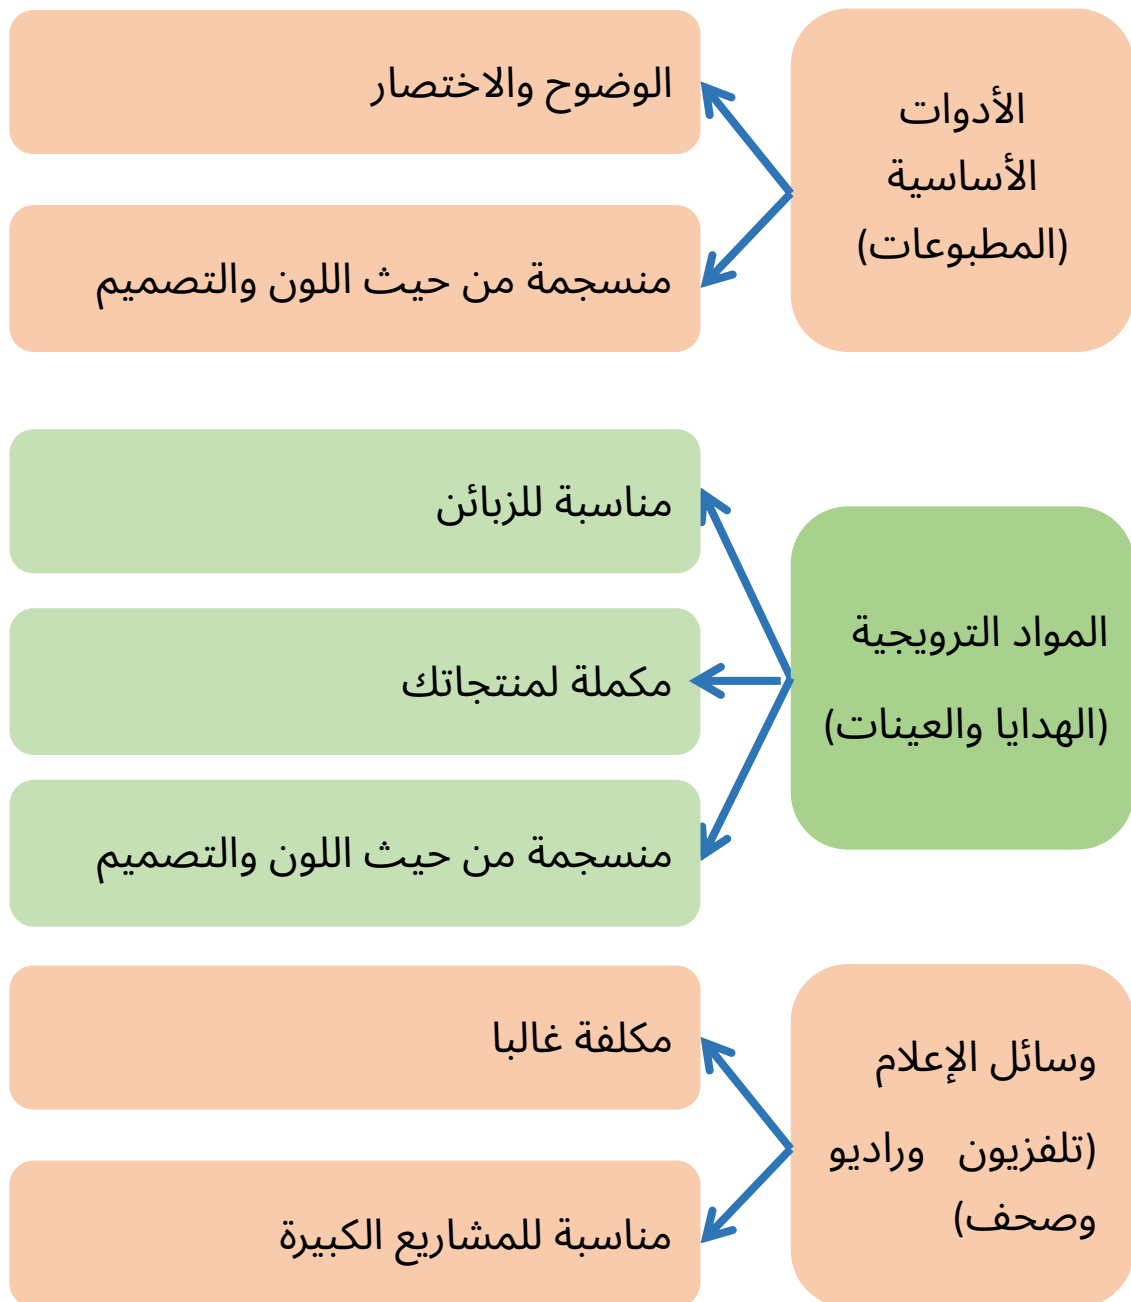 الأدوات
الأساسية
(المطبوعات)
الوضوح والاختصار
منسجمة من حيث اللون والتصميم
المواد الترويجية
(الهدايا والعينات)
مناسبة للزبائن
مكملة لمنتجاتك
منسجمة من حيث اللون والتصميم
وسائل الإعلام
(تلفزيون وراديو
وصحف)
مكلفة غالبا
مناسبة للمشاريع الكبيرة